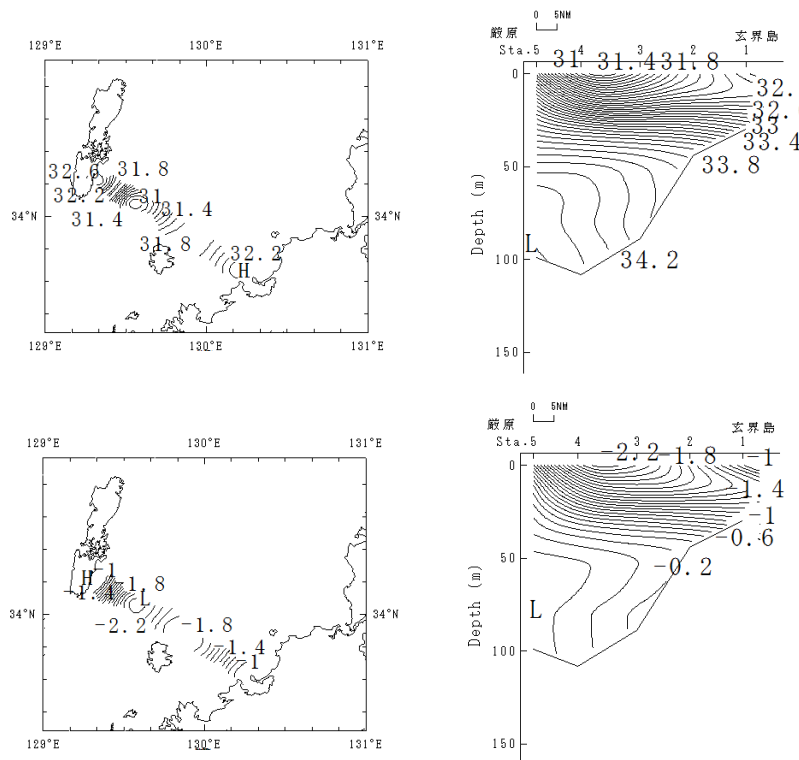 129°E 130°E 131°E
32.6 31.8
32.2 31
31.4 31.4
34°N
31.8 32.2
H
129°E 130°E 131°E
0 5NM
厳原 玄界島
Sta.5 4 3 2 1
31 31.4 31.8
0
32.
32.
33
33.4
50
33.8
L
100
34.2
150
Depth (m)
129°E 130°E 131°E
-1
H -1.8
-1.4 L
34°N
-2.2 -1.8
-1.4
-1
129°E 130°E 131°E
0 5NM
厳原 玄界島
Sta.5 4 3 2 1
-2.2 -1.8 -1
0
-1.4
-1
-0.6
50
-0.2
L
100
150
Depth (m)